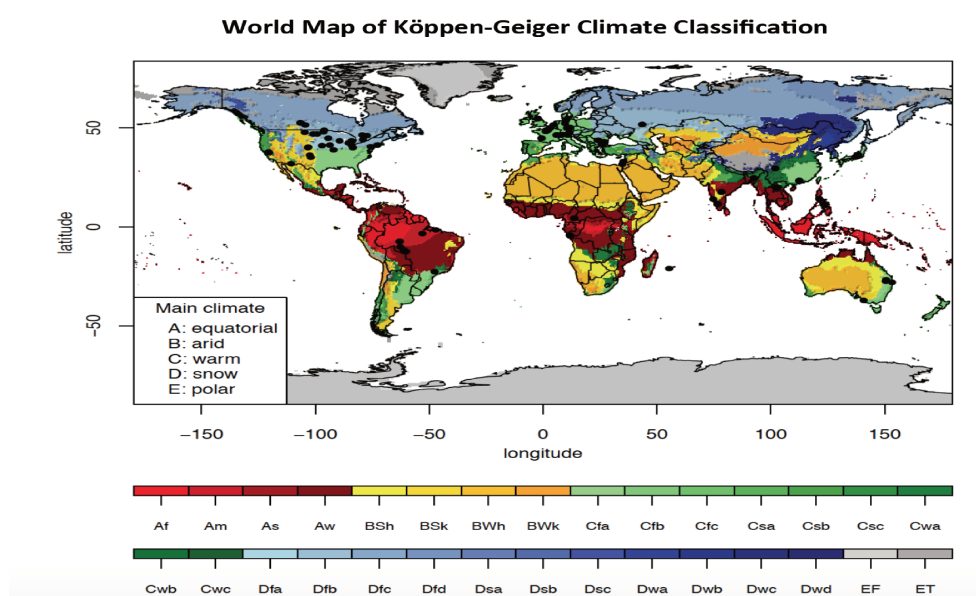 World Map of Köppen-Geiger Climate Classification
latitude
50
0
−50
Main climate
A: equatorial
B: arid
C: warm
D: snow
E: polar
−150 −100 −50 0 50 100 150
longitude
Af Am As Aw BSh BSk BWh BWk Cfa Cfb Cfc Csa Csb Csc Cwa
Cwb Cwc Dfa Dfb Dfc Dfd Dsa Dsb Dsc Dwa Dwb Dwc Dwd EF ET